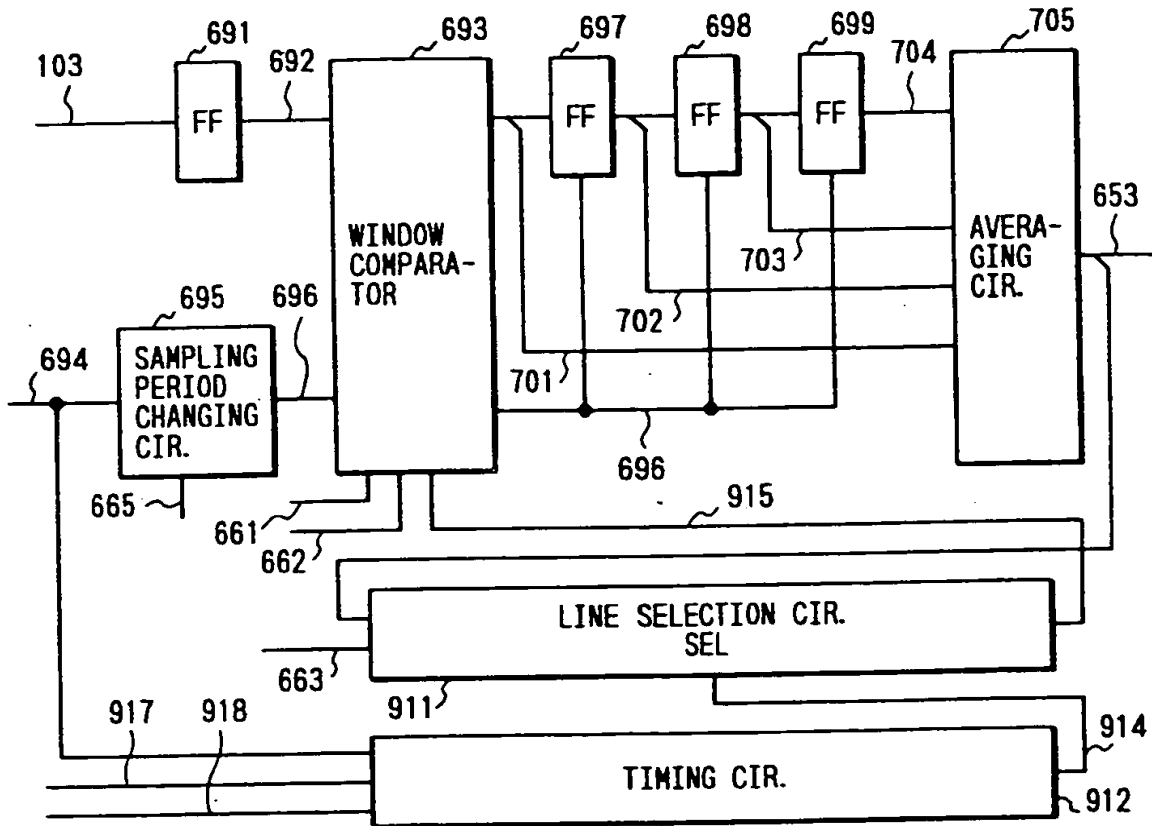 691
693
697
698
699
705
103
692
704
FF
FF
FF
FF
WINDOW
COMPARA-
TOR
AVERA-
GING
CIR.
653
703
702
701
695
696
694
SAMPLING
PERIOD
CHANGING
CIR.
696
665
661
662
915
LINE SELECTION CIR.
SEL
663
911
917
918
914
TIMING CIR.
912